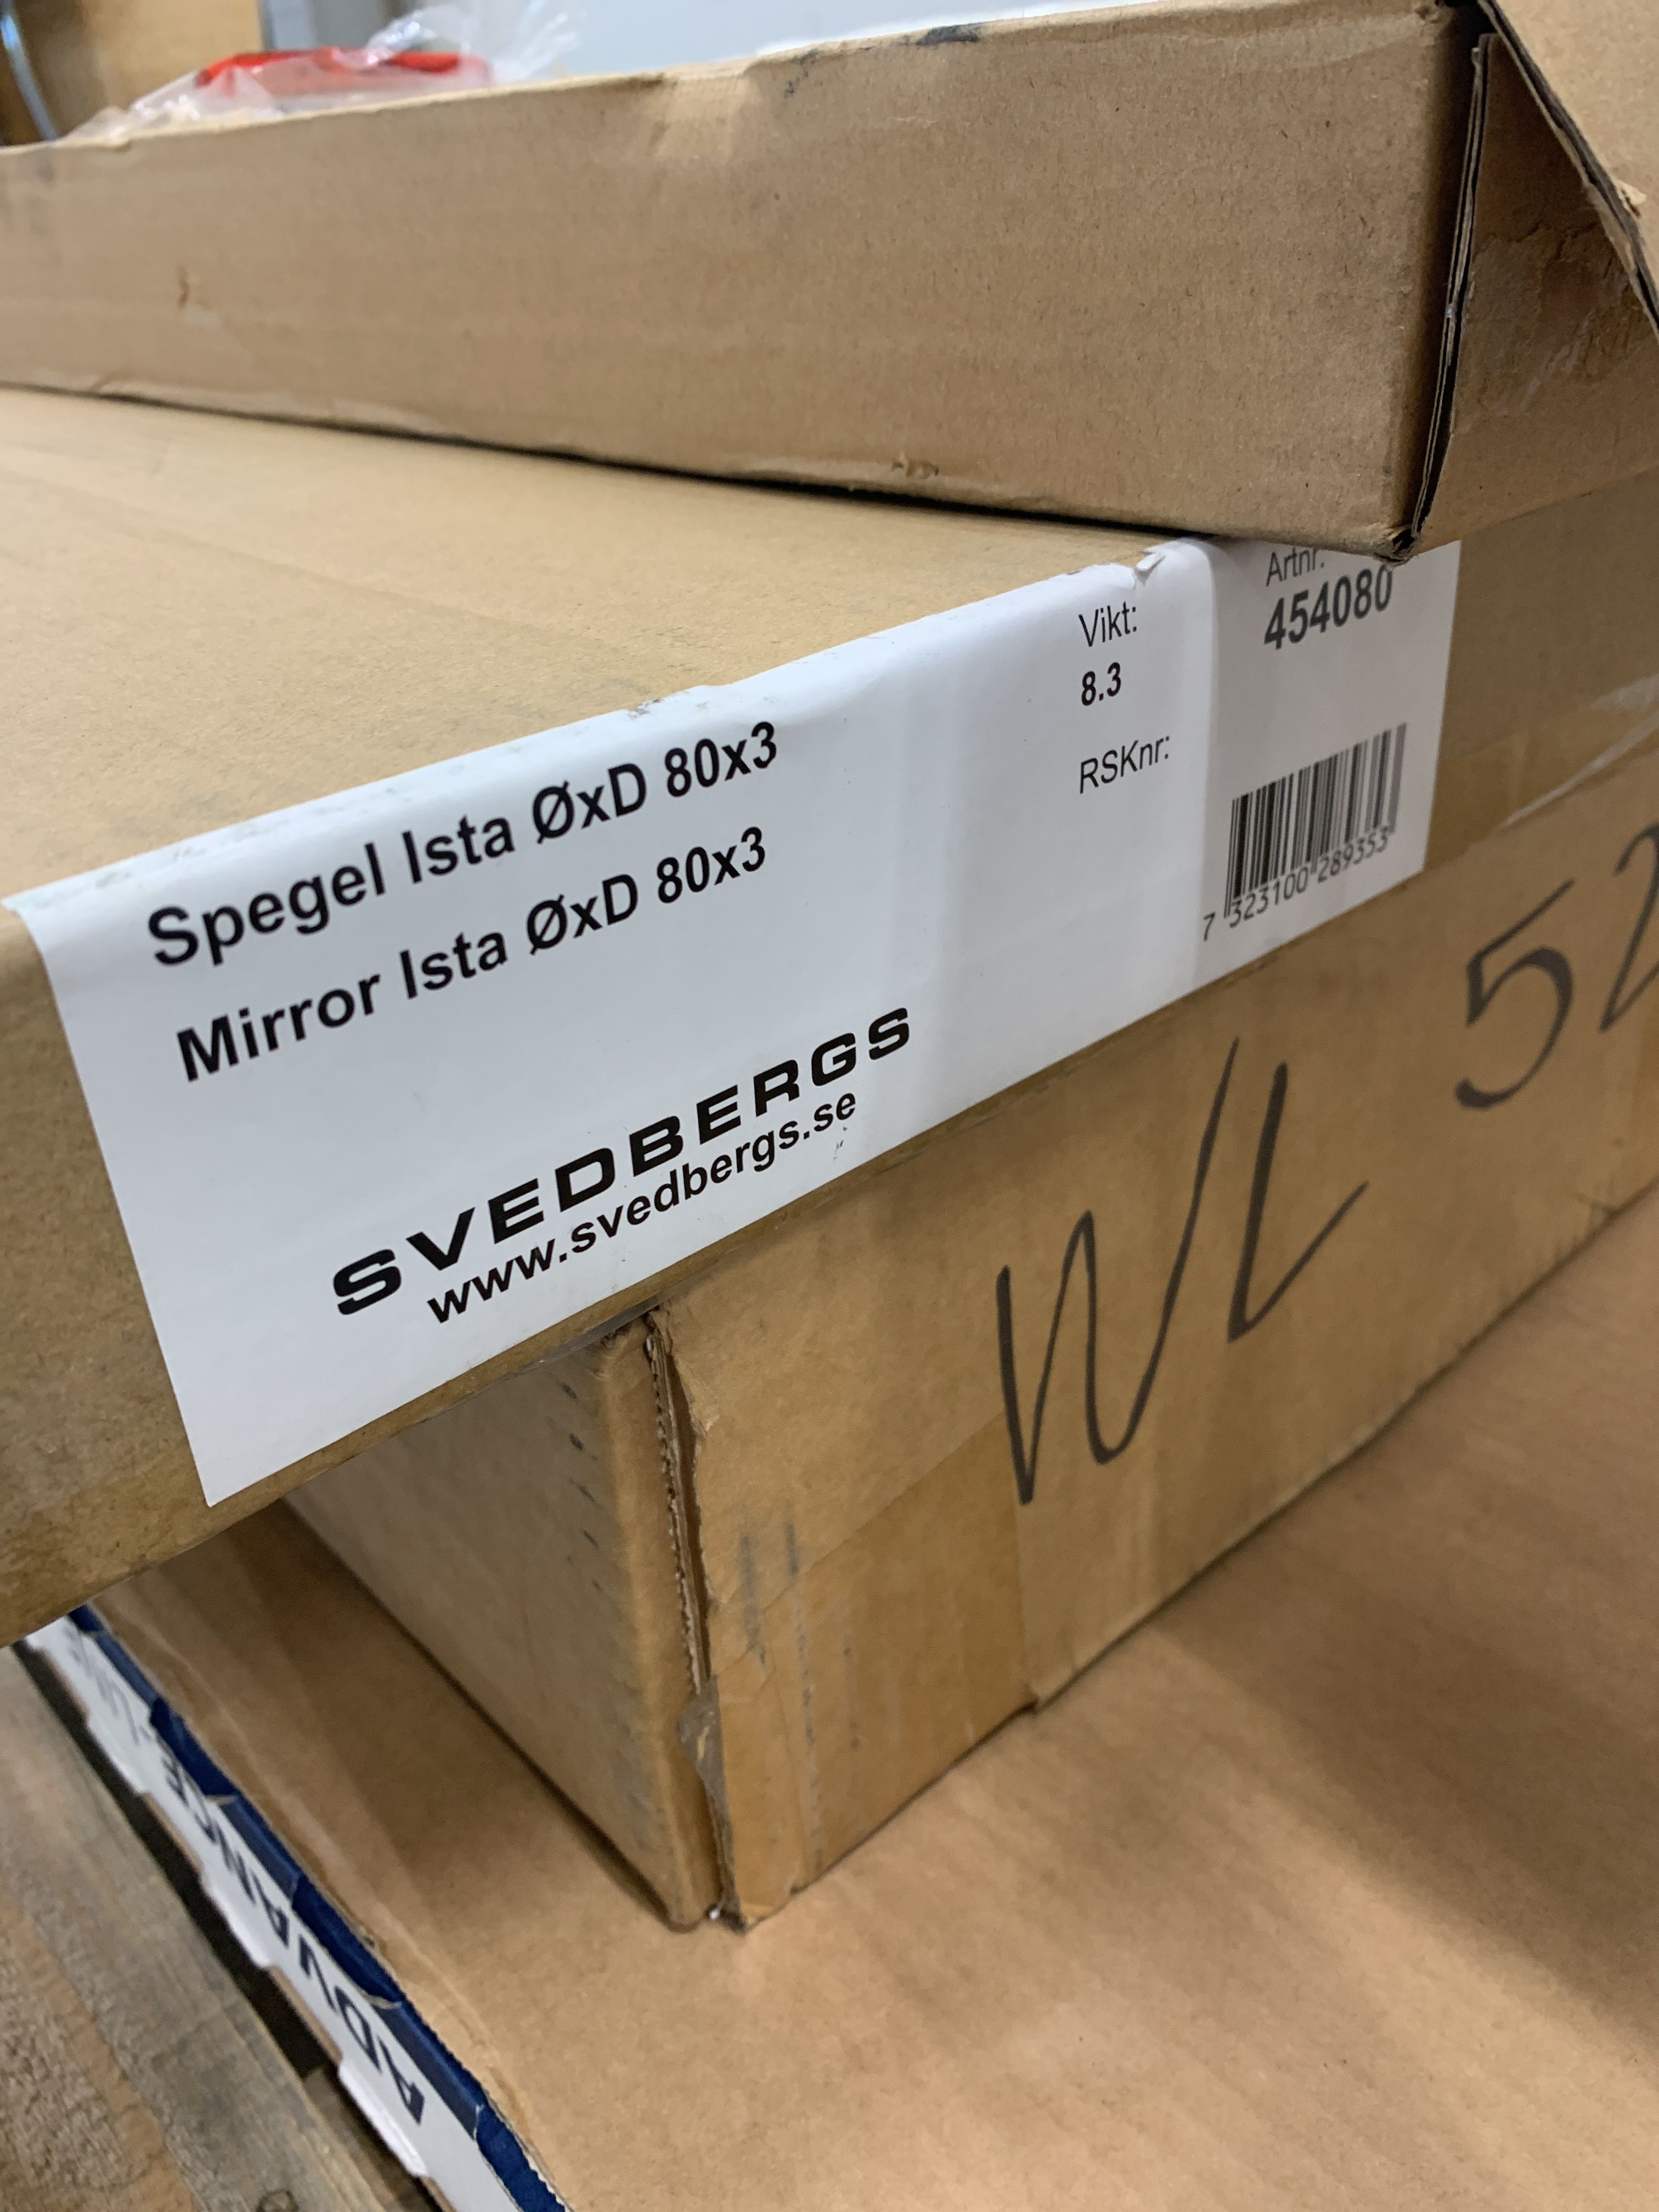 Spegel Ista ØxD 80x3
Mirror Ista ØxD 80x3
SVEDBERGS
www.svedbergs.se
Vikt:
8.3
RSKnr:
Artnr:
454080
7 323100 289353
WL 52
ADVANCE